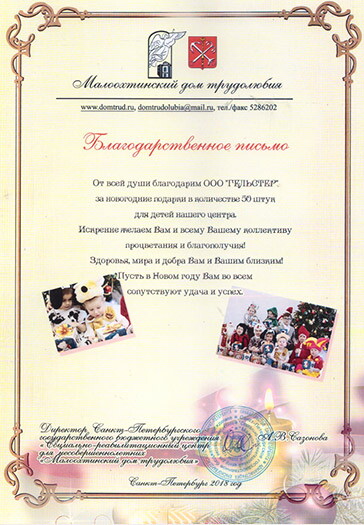 Малоохтинский дом трудолюбия
www.domtrud.ru, domtrudolubia@mail.ru, тел./факс 5286202
Благодарственное письмо
От всей души благодарим ООО "ГЕЛЬСТЕР"
за новогодние подарки в количестве 50 штук
для детей нашего центра.
Искренне желаем Вам и всему Вашему коллективу
процветания и благополучия!
Здоровья, мира и добра Вам и Вашим близким!
Пусть в Новом году Вам во всем
сопутствуют удача и успех.
Директор Санкт-Петербургского
государственного бюджетного учреждения
«Социально-реабилитационный центр
для несовершеннолетних
«Малоохтинский дом трудолюбия»
А.В. Сазонова
Санкт-Петербург 2018 год